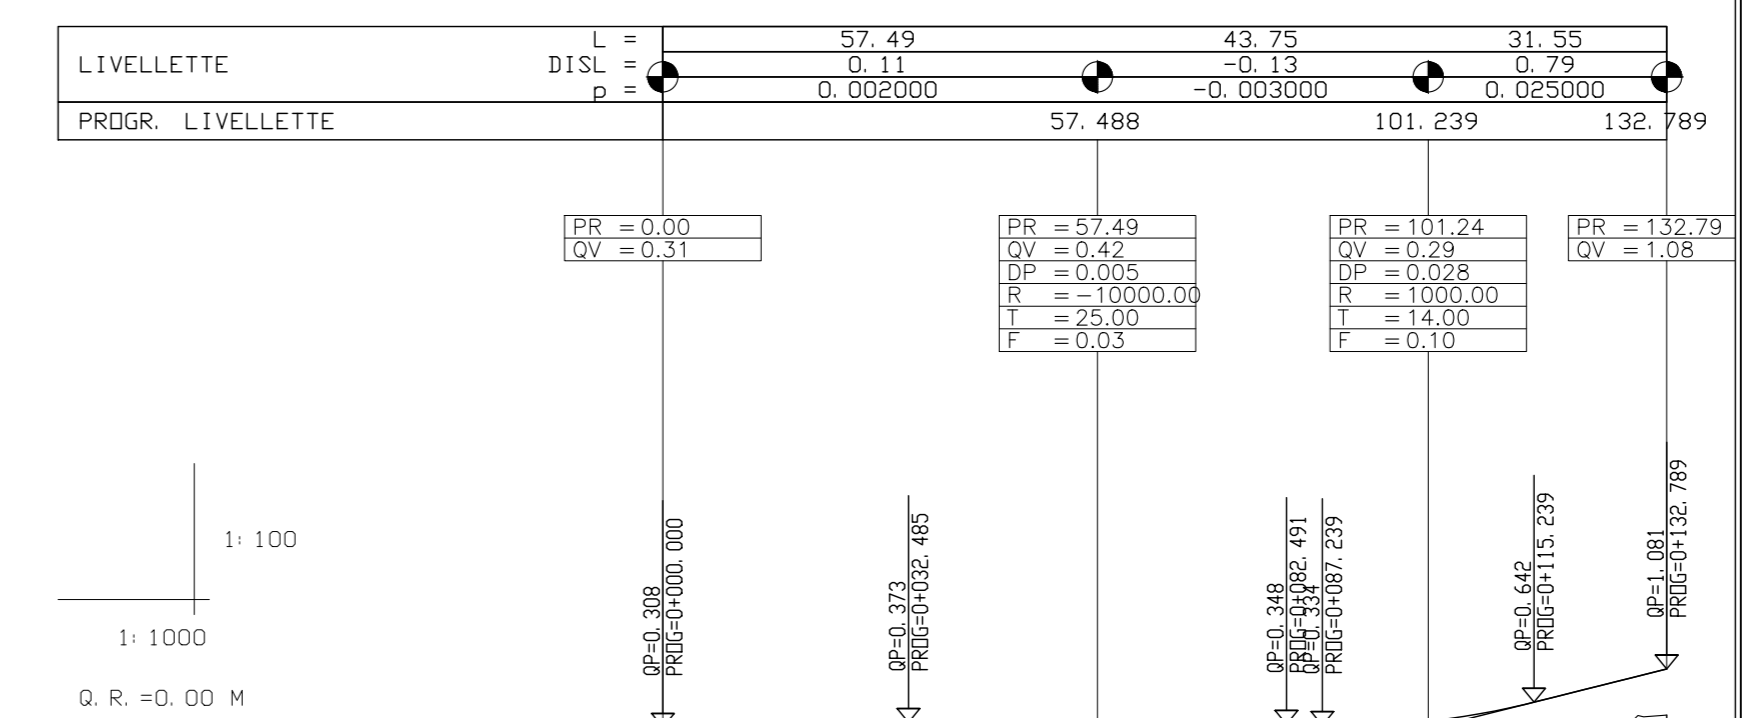 L = 57.49 43.75 31.55
LIVELLETTE DISL = 0.11 -0.13 0.79
p = 0.002000 -0.003000 0.025000
PROGR. LIVELLETTE 57.488 101.239 132.789
PR = 0.00
QV = 0.31
PR = 57.49
QV = 0.42
DP = 0.005
R = -10000.00
T = 25.00
F = 0.03
PR = 101.24
QV = 0.29
DP = 0.028
R = 1000.00
T = 14.00
F = 0.10
PR = 132.79
QV = 1.08
1:100
1:1000
Q.R.=0.00 M
QP=0.308
PROG=0+000.000
QP=0.373
PROG=0+032.485
QP=0.348
PROG=0+082.491
QP=0.334
PROG=0+087.239
QP=0.642
PROG=0+115.239
QP=1.081
PROG=0+132.789